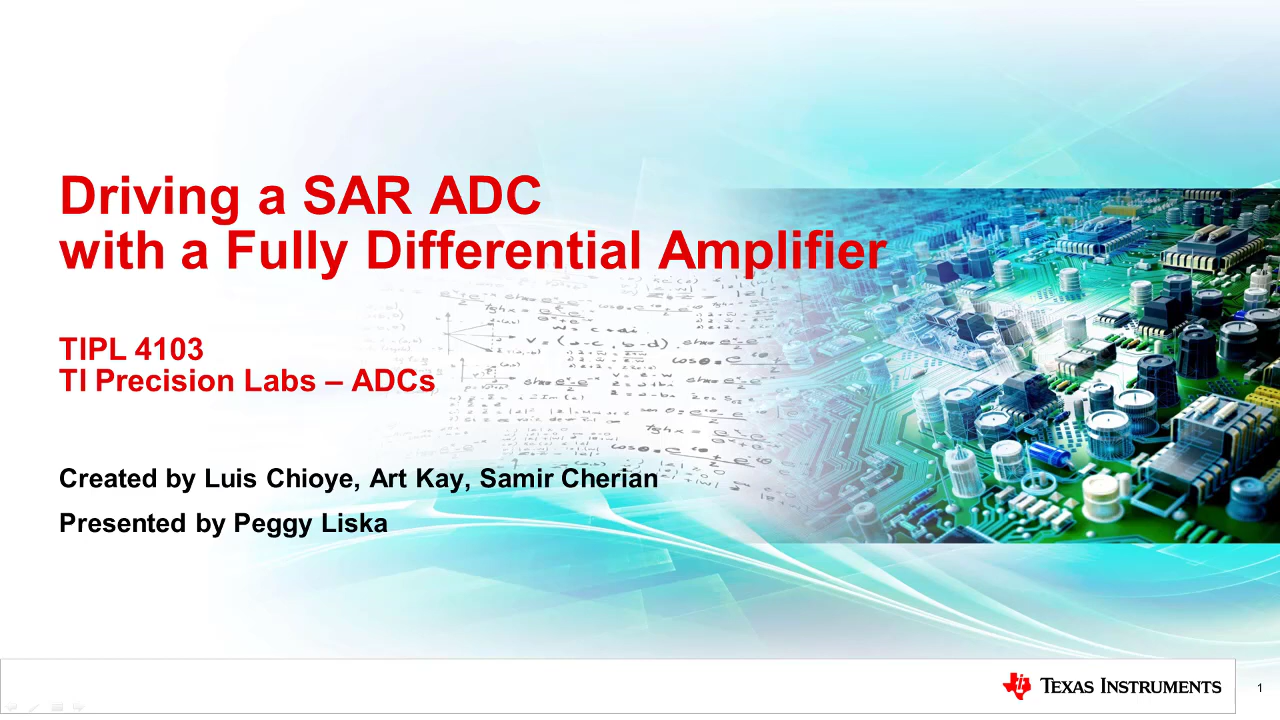 Driving a SAR ADC
with a Fully Differential Amplifier
TIPL 4103
TI Precision Labs – ADCs
Created by Luis Chioye, Art Kay, Samir Cherian
Presented by Peggy Liska
TEXAS INSTRUMENTS
1